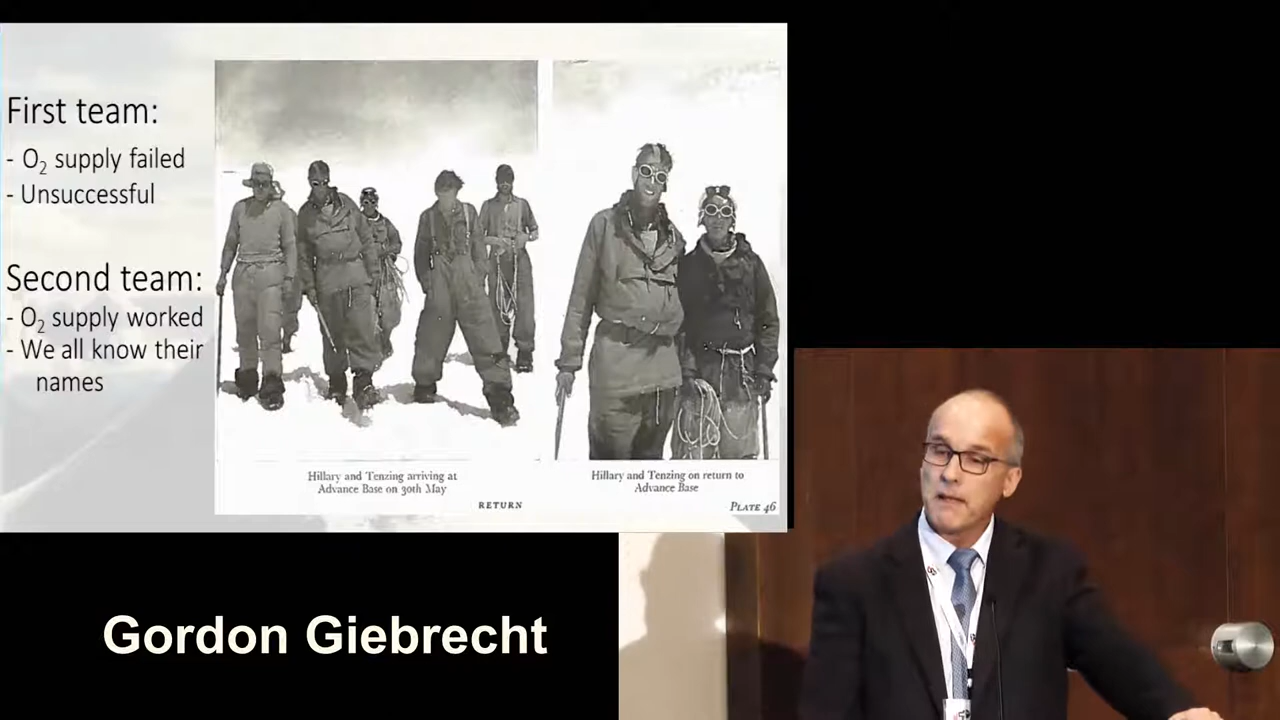 First team:
- O₂ supply failed
- Unsuccessful
Second team:
- O₂ supply worked
- We all know their
names
Hillary and Tenzing arriving at
Advance Base on 30th May
Hillary and Tenzing on return to
Advance Base
RETURN
PLATE 46
Gordon Giebrecht